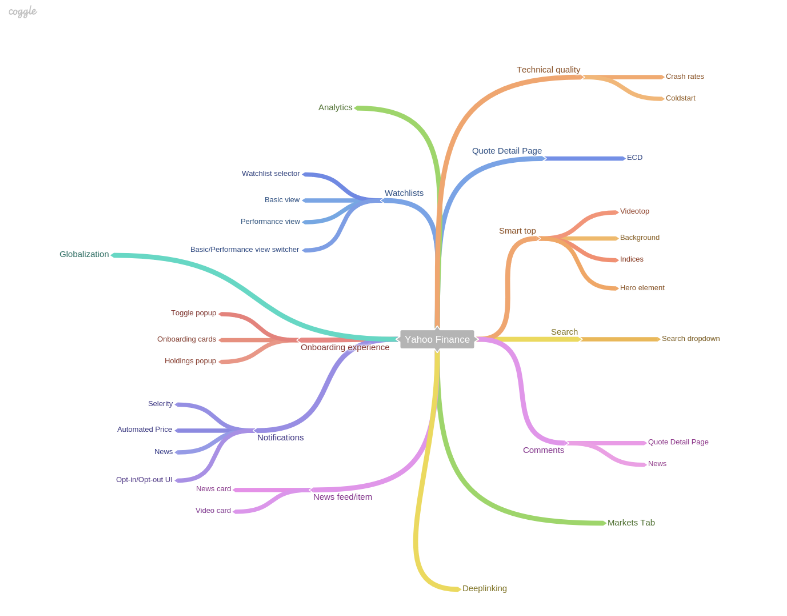 coggle
Technical quality
Crash rates
Coldstart
Analytics
Quote Detail Page
ECD
Watchlist selector
Watchlists
Basic view
Performance view
Basic/Performance view switcher
Smart top
Videotop
Background
Indices
Hero element
Globalization
Toggle popup
Onboarding cards
Onboarding experience
Holdings popup
Yahoo Finance
Search
Search dropdown
Selerity
Automated Price
Notifications
News
Opt-in/Opt-out UI
Comments
Quote Detail Page
News
News card
News feed/item
Video card
Markets Tab
Deeplinking